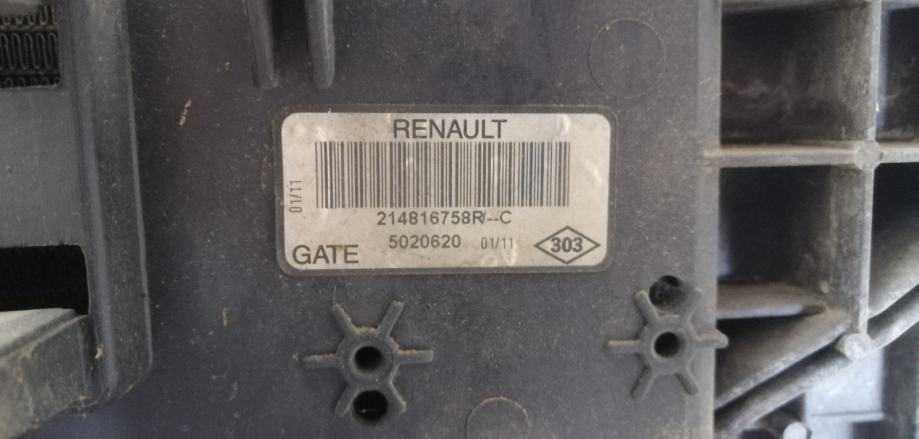 RENAULT
01/11
214816758R/--C
5020620 01/11 303
GATE